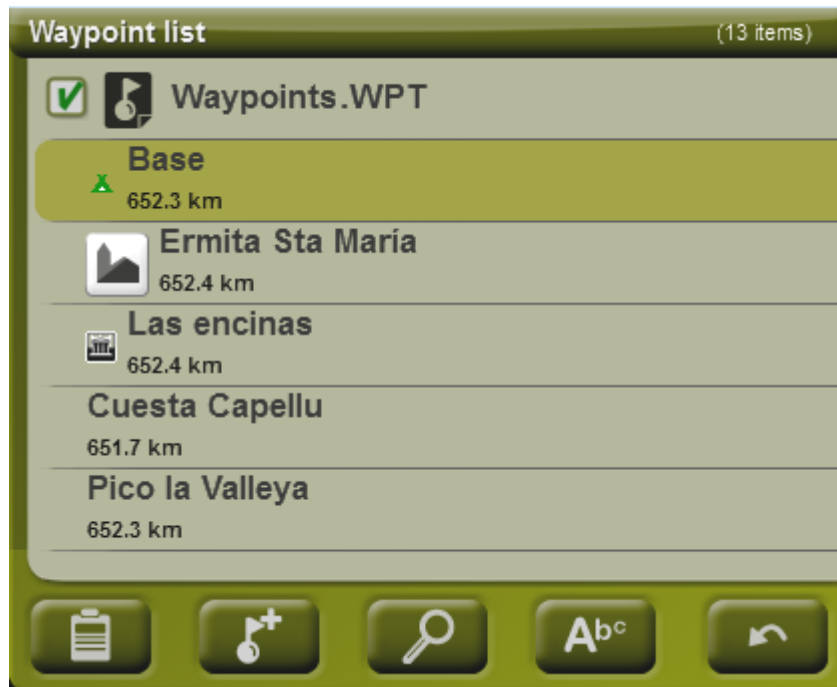 Waypoint list (13 items)
Waypoints.WPT
Base
652.3 km
Ermita Sta María
652.4 km
Las encinas
652.4 km
Cuesta Capellu
651.7 km
Pico la Valleya
652.3 km
Abc